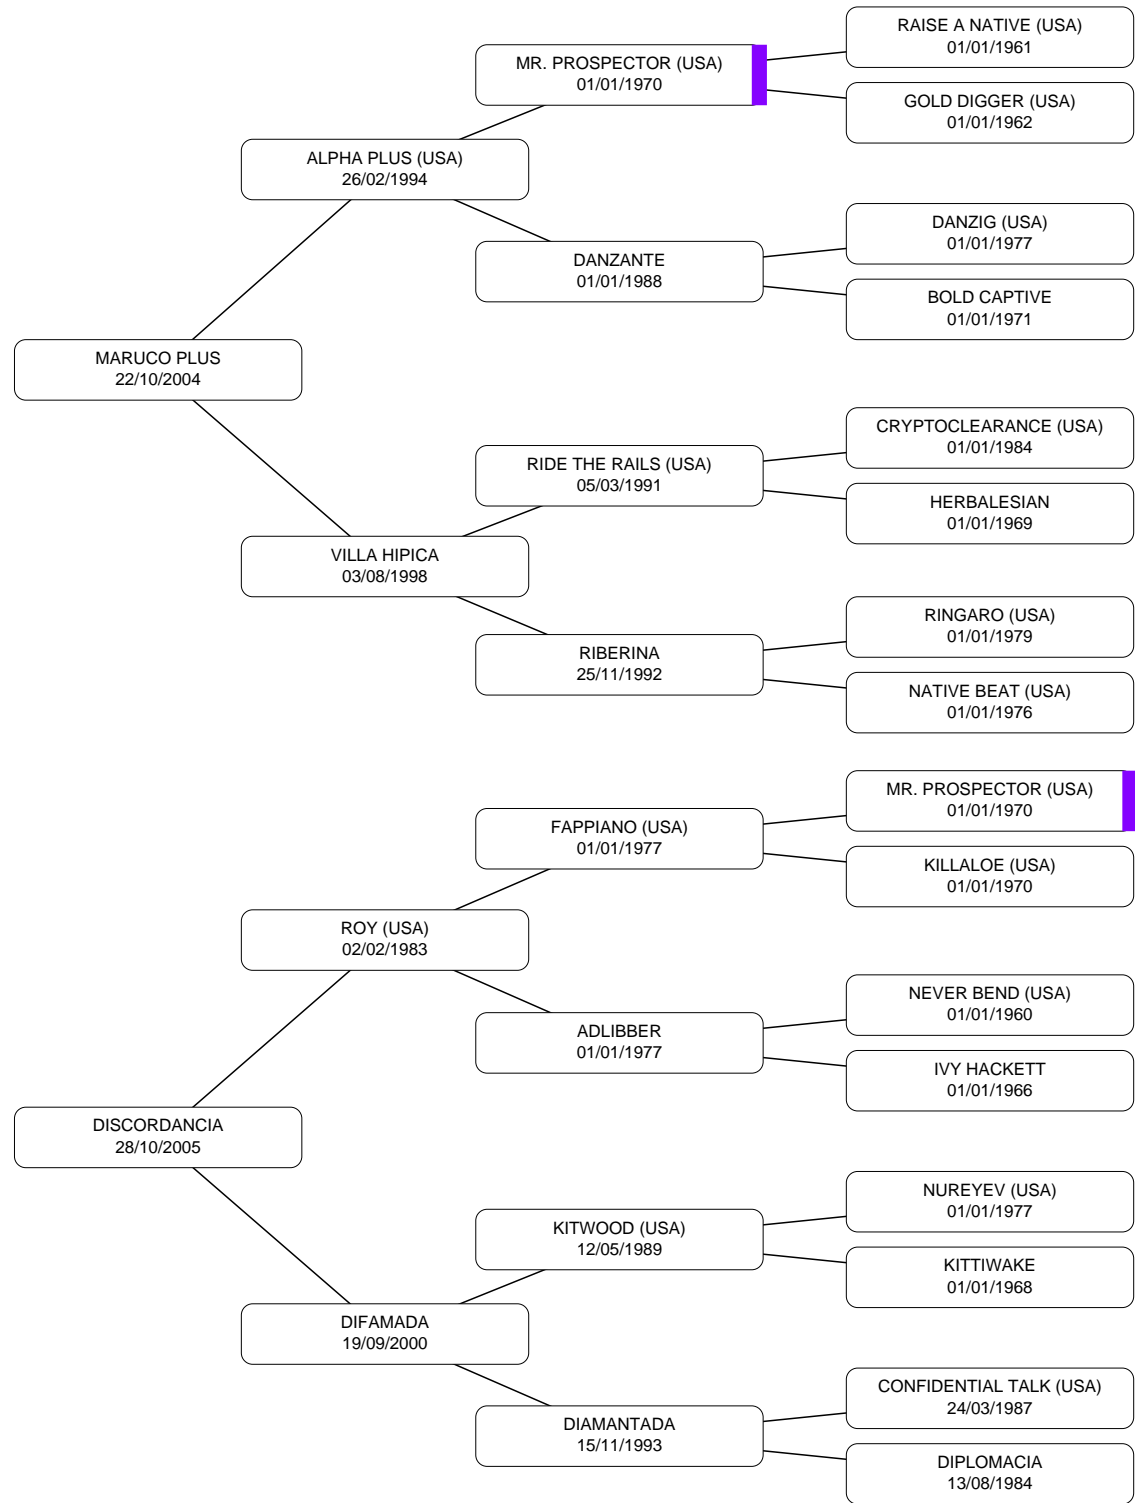 RAISE A NATIVE (USA)
01/01/1961
MR. PROSPECTOR (USA)
01/01/1970
GOLD DIGGER (USA)
01/01/1962
ALPHA PLUS (USA)
26/02/1994
DANZIG (USA)
01/01/1977
DANZANTE
01/01/1988
BOLD CAPTIVE
01/01/1971
MARUCO PLUS
22/10/2004
CRYPTOCLEARANCE (USA)
01/01/1984
RIDE THE RAILS (USA)
05/03/1991
HERBALESIAN
01/01/1969
VILLA HIPICA
03/08/1998
RINGARO (USA)
01/01/1979
RIBERINA
25/11/1992
NATIVE BEAT (USA)
01/01/1976
MR. PROSPECTOR (USA)
01/01/1970
FAPPIANO (USA)
01/01/1977
KILLALOE (USA)
01/01/1970
ROY (USA)
02/02/1983
NEVER BEND (USA)
01/01/1960
ADLIBBER
01/01/1977
IVY HACKETT
01/01/1966
DISCORDANCIA
28/10/2005
NUREYEV (USA)
01/01/1977
KITWOOD (USA)
12/05/1989
KITTIWAKE
01/01/1968
DIFAMADA
19/09/2000
CONFIDENTIAL TALK (USA)
24/03/1987
DIAMANTADA
15/11/1993
DIPLOMACIA
13/08/1984